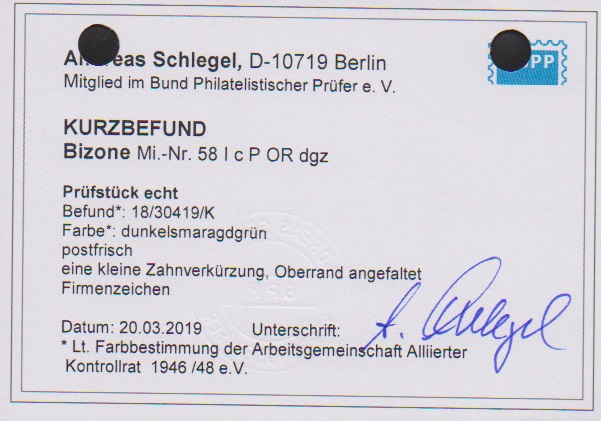 Schlegel, D-10719 Berlin
Mitglied im Bund Philatelistischer Prüfer e. V.
KURZBEFUND
Bizone Mi.-Nr. 58 I c P OR dgz
Prüfstück echt
Befund*: 18/30419/K
Farbe*: dunkelsmaragdgrün
postfrisch
eine kleine Zahnverkürzung, Oberrand angefaltet
Firmenzeichen
Datum: 20.03.2019 Unterschrift: A. Schlegel
* Lt. Farbbestimmung der Arbeitsgemeinschaft Alliierter
Kontrollrat 1946 /48 e.V.